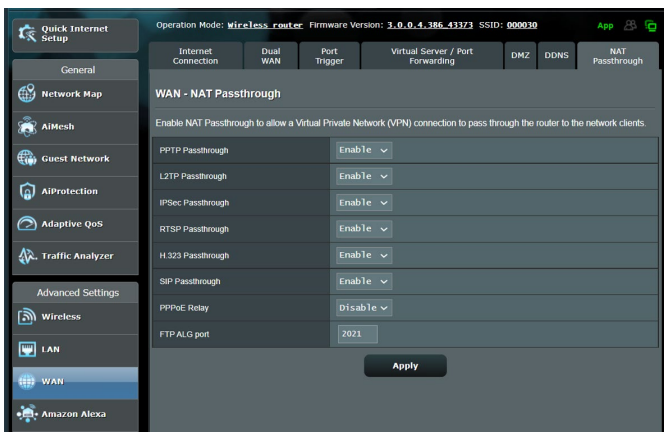 Quick Internet
Setup
Operation Mode: Wireless router Firmware Version: 3.0.0.4.386_43373 SSID: 000030
App
Internet
Connection
Dual
WAN
Port
Trigger
Virtual Server / Port
Forwarding
DMZ
DDNS
NAT
Passthrough
General
Network Map
AiMesh
Guest Network
AiProtection
Adaptive QoS
Traffic Analyzer
Advanced Settings
Wireless
LAN
WAN
Amazon Alexa
WAN - NAT Passthrough
Enable NAT Passthrough to allow a Virtual Private Network (VPN) connection to pass through the router to the network clients.
PPTP Passthrough Enable
L2TP Passthrough Enable
IPSec Passthrough Enable
RTSP Passthrough Enable
H.323 Passthrough Enable
SIP Passthrough Enable
PPPoE Relay Disable
FTP ALG port 2021
Apply